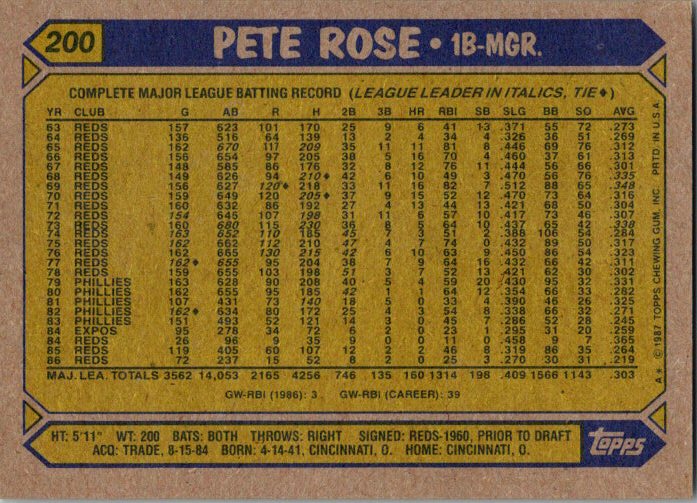 200
PETE ROSE • 1B-MGR.
COMPLETE MAJOR LEAGUE BATTING RECORD (LEAGUE LEADER IN ITALICS, TIE♦)
YR CLUB G AB R H 2B 3B HR RBI SB SLG BB SO AVG
63 REDS 157 623 101 170 25 9 6 41 13 .371 55 72 .273
64 REDS 136 516 64 139 13 2 4 34 4 .326 36 51 .269
65 REDS 162 670 117 209 35 11 11 81 8 .446 69 76 .312
66 REDS 156 654 97 205 38 5 16 70 4 .460 37 61 .313
67 REDS 148 585 86 176 32 8 12 76 11 .444 56 66 .301
68 REDS 149 626 94 210♦ 42 6 10 49 3 .470 56 76 .335
69 REDS 156 627 120♦ 218 33 11 16 82 7 .512 88 65 .348
70 REDS 159 649 120 205♦ 37 9 15 52 12 .470 73 64 .316
71 REDS 160 632 86 192 27 4 13 44 13 .421 68 50 .304
72 REDS 154 645 107 198 31 11 6 57 10 .417 73 46 .307
73 REDS 160 680 115 230 36 8 5 64 10 .437 65 42 .338
74 REDS 163 652 110 185 45 7 3 51 2 .388 106 54 .284
75 REDS 162 662 112 210 47 4 7 74 0 .432 89 50 .317
76 REDS 162 665 130 215 42 6 10 63 9 .450 86 54 .323
77 REDS 162♦ 655 95 204 38 7 9 64 16 .432 66 42 .311
78 REDS 159 655 103 198 51 3 7 52 13 .421 62 30 .302
79 PHILLIES 163 628 90 208 40 5 4 59 20 .430 95 32 .331
80 PHILLIES 162 655 95 185 42 1 1 64 12 .354 66 33 .282
81 PHILLIES 107 431 73 140 18 5 0 33 4 .390 46 26 .325
82 PHILLIES 162♦ 634 80 172 25 4 3 54 8 .338 66 32 .271
83 PHILLIES 151 493 52 121 14 3 0 45 7 .286 52 28 .245
84 EXPOS 95 278 34 72 6 2 0 23 1 .295 31 20 .259
84 REDS 26 96 9 35 9 0 0 11 0 .458 9 7 .365
85 REDS 119 405 60 107 12 2 2 46 8 .319 86 35 .264
86 REDS 72 237 15 52 8 2 0 25 3 .270 30 31 .219
MAJ. LEA. TOTALS 3562 14,053 2165 4256 746 135 160 1314 198 .409 1566 1143 .303
GW-RBI (1986): 3 GW-RBI (CAREER): 39
A* © 1987 TOPPS CHEWING GUM, INC. PRTD. IN U.S.A.
HT: 5'11" WT: 200 BATS: BOTH THROWS: RIGHT SIGNED: REDS-1960, PRIOR TO DRAFT
ACQ: TRADE, 8-15-84 BORN: 4-14-41, CINCINNATI, O. HOME: CINCINNATI, O.
topps